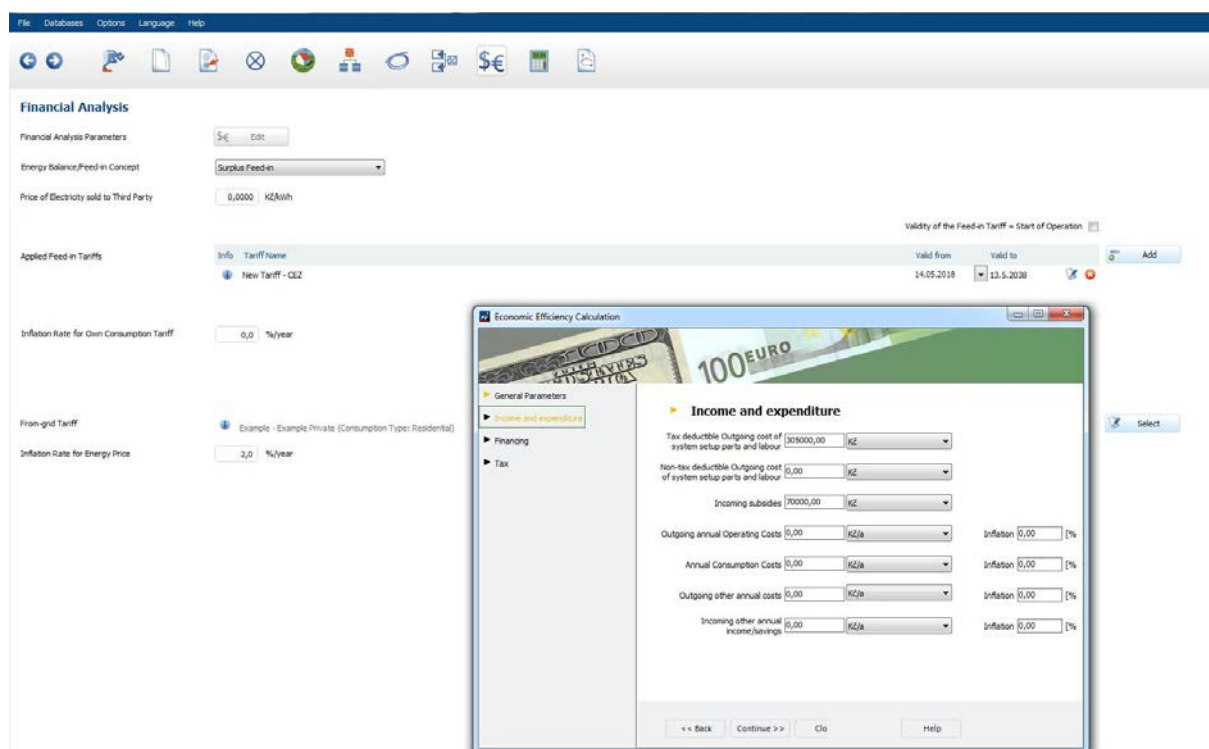 File Databases Options Language Help
$€
Financial Analysis
Financial Analysis Parameters $€ Edit
Energy Balance/Feed-in Concept Surplus Feed-in
Price of Electricity sold to Third Party 0,0000 Kč/kWh
Validity of the Feed-in Tariff = Start of Operation
Applied Feed-in Tariffs Info Tariff Name Valid from Valid to Add
New Tariff - CEZ 14.05.2018 13.5.2038
Economic Efficiency Calculation
100 EURO
Inflation Rate for Own Consumption Tariff 0,0 %/year
General Parameters
Income and expenditure
Financing
Tax
Income and expenditure
From-grid Tariff Example - Example Private (Consumption Type: Residential) Select
Inflation Rate for Energy Price 2,0 %/year
Tax deductible Outgoing cost of
system setup parts and labour 305000,00 Kč
Non-tax deductible Outgoing cost
of system setup parts and labour 0,00 Kč
Incoming subsidies 70000,00 Kč
Outgoing annual Operating Costs 0,00 Kč/a Inflation 0,00 [%
Annual Consumption Costs 0,00 Kč/a Inflation 0,00 [%
Outgoing other annual costs 0,00 Kč/a Inflation 0,00 [%
Incoming other annual
income/savings 0,00 Kč/a Inflation 0,00 [%
<< Back Continue >> Clo Help